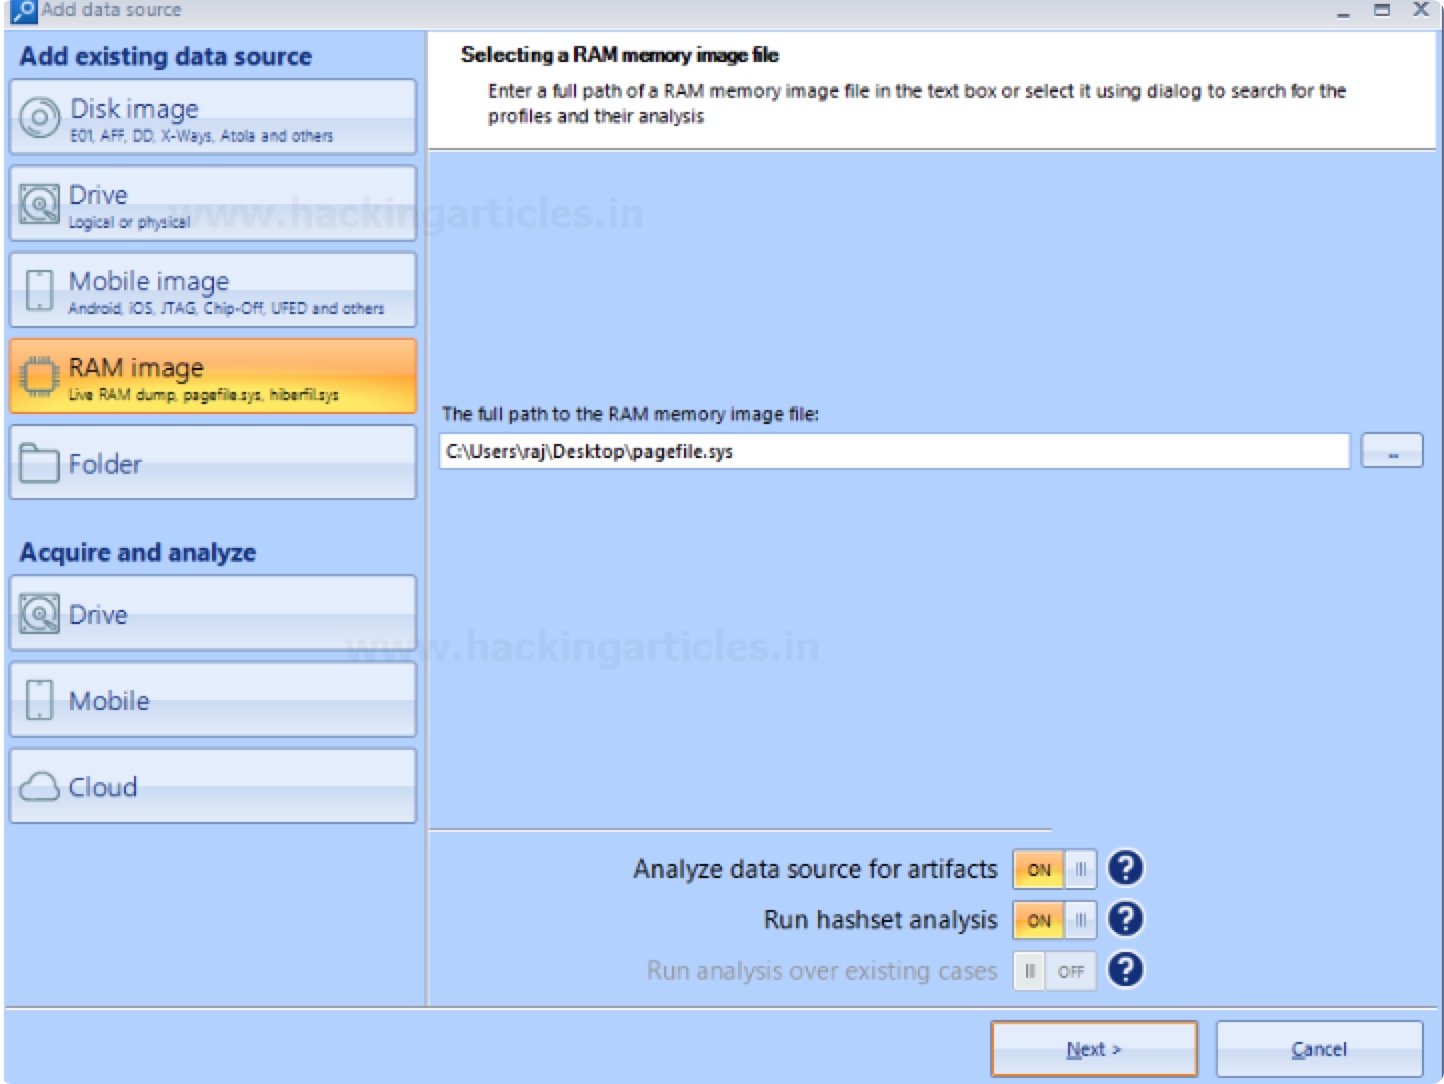 Add data source
Add existing data source
Disk image
E01, AFF, DD, X-Ways, Atola and others
Drive
Logical or physical
Mobile image
Android, iOS, JTAG, Chip-Off, UFED and others
RAM image
Live RAM dump, pagefile.sys, hiberfil.sys
Folder
Acquire and analyze
Drive
Mobile
Cloud
Selecting a RAM memory image file
Enter a full path of a RAM memory image file in the text box or select it using dialog to search for the
profiles and their analysis
www.hackingarticles.in
The full path to the RAM memory image file:
C:\Users\raj\Desktop\pagefile.sys
..
www.hackingarticles.in
Analyze data source for artifacts ON ?
Run hashset analysis ON ?
Run analysis over existing cases OFF ?
Next > Cancel